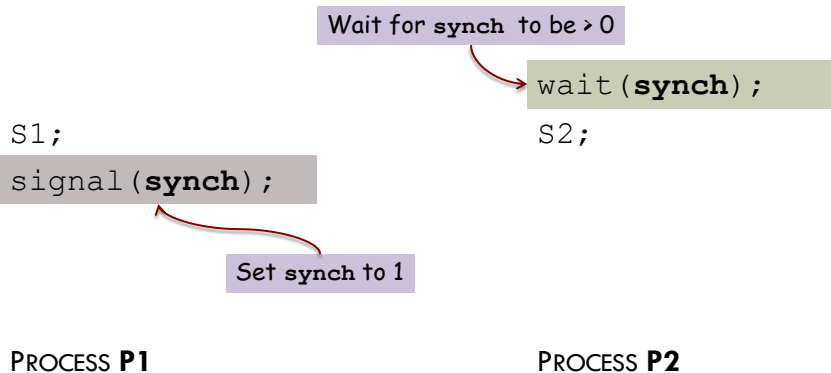 Wait for synch to be > 0
wait(synch);
S1;
S2;
signal(synch);
Set synch to 1
PROCESS P1
PROCESS P2